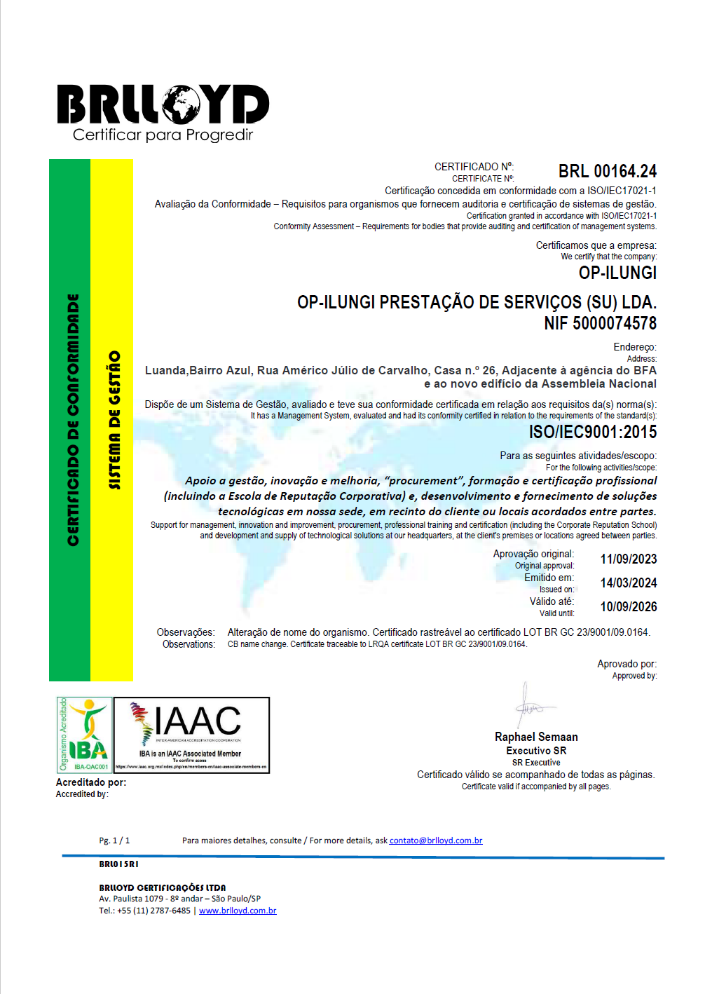 BRLLOYD
Certificar para Progredir
CERTIFICADO DE CONFORMIDADE
SISTEMA DE GESTÃO
CERTIFICADO Nº:
CERTIFICATE Nº:
BRL 00164.24
Certificação concedida em conformidade com a ISO/IEC17021-1
Avaliação da Conformidade – Requisitos para organismos que fornecem auditoria e certificação de sistemas de gestão.
Certification granted in accordance with ISO/IEC17021-1
Conformity Assessment – Requirements for bodies that provide auditing and certification of management systems.
Certificamos que a empresa:
We certify that the company:
OP-ILUNGI
OP-ILUNGI PRESTAÇÃO DE SERVIÇOS (SU) LDA.
NIF 5000074578
Endereço:
Address:
Luanda,Bairro Azul, Rua Américo Júlio de Carvalho, Casa n.º 26, Adjacente à agência do BFA
e ao novo edifício da Assembleia Nacional
Dispõe de um Sistema de Gestão, avaliado e teve sua conformidade certificada em relação aos requisitos da(s) norma(s):
It has a Management System, evaluated and had its conformity certified in relation to the requirements of the standard(s):
ISO/IEC9001:2015
Para as seguintes atividades/escopo:
For the following activities/scope:
Apoio a gestão, inovação e melhoria, “procurement”, formação e certificação profissional
(incluindo a Escola de Reputação Corporativa) e, desenvolvimento e fornecimento de soluções
tecnológicas em nossa sede, em recinto do cliente ou locais acordados entre partes.
Support for management, innovation and improvement, procurement, professional training and certification (including the Corporate Reputation School)
and development and supply of technological solutions at our headquarters, at the client's premises or locations agreed between parties.
Aprovação original:
Original approval:
11/09/2023
Emitido em:
Issued on:
14/03/2024
Válido até:
Valid until:
10/09/2026
Observações: Alteração de nome do organismo. Certificado rastreável ao certificado LOT BR GC 23/9001/09.0164.
Observations: CB name change. Certificate traceable to LRQA certificate LOT BR GC 23/9001/09.0164.
Aprovado por:
Approved by:
Organismo Acreditado
IBA
IBA-OAC001
IAAC
INTER AMERICAN ACCREDITATION COOPERATION
IBA is an IAAC Associated Member
To confirm access
Acreditado por:
Accredited by:
Raphael Semaan
Executivo SR
SR Executive
Certificado válido se acompanhado de todas as páginas.
Certificate valid if accompanied by all pages.
Pg. 1 / 1 Para maiores detalhes, consulte / For more details, ask contato@brlloyd.com.br
BRL015R1
BRLLOYD CERTIFICAÇÕES LTDA
Av. Paulista 1079 - 8º andar – São Paulo/SP
Tel.: +55 (11) 2787-6485 | www.brlloyd.com.br